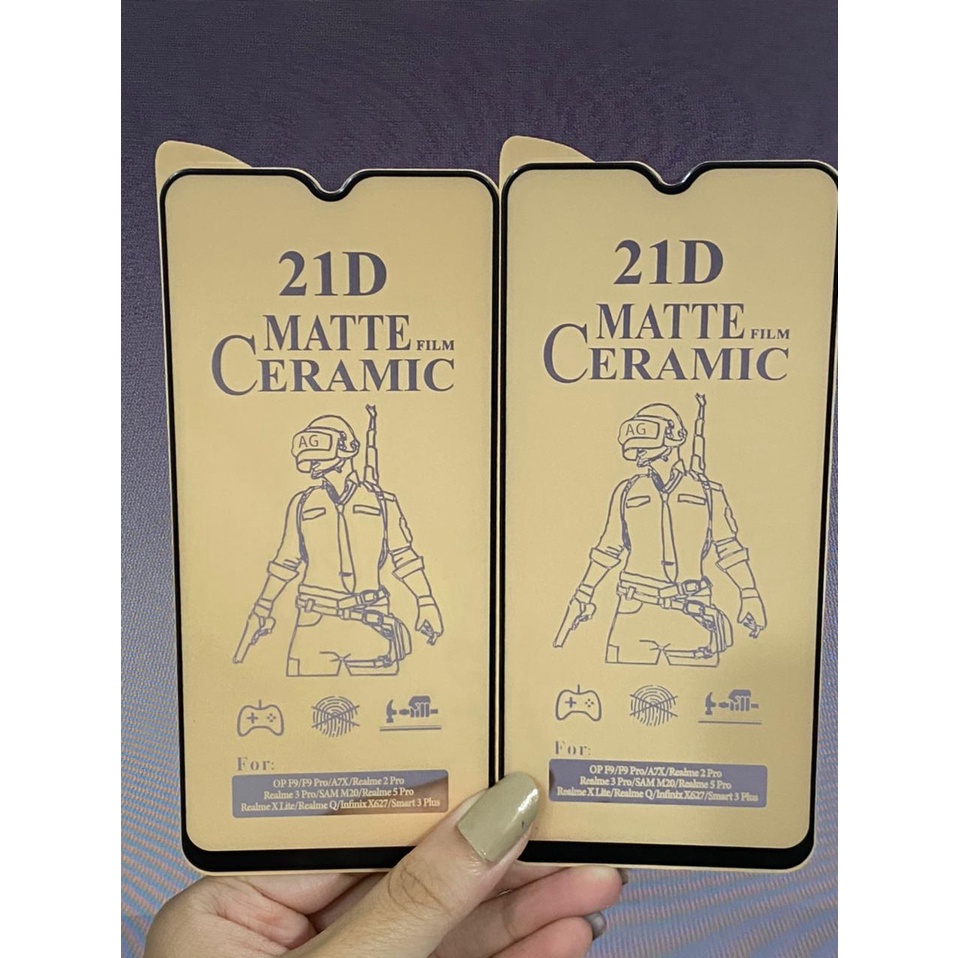 21D
MATTE FILM
CERAMIC
AG
For:
OP F9/F9 Pro/A7X/Realme 2 Pro
Realme 3 Pro/SAM M20/Realme 5 Pro
Realme X Lite/Realme Q/Infinix X627/Smart 3 Plus
21D
MATTE FILM
CERAMIC
AG
For:
OP F9/F9 Pro/A7X/Realme 2 Pro
Realme 3 Pro/SAM M20/Realme 5 Pro
Realme X Lite/Realme Q/Infinix X627/Smart 3 Plus